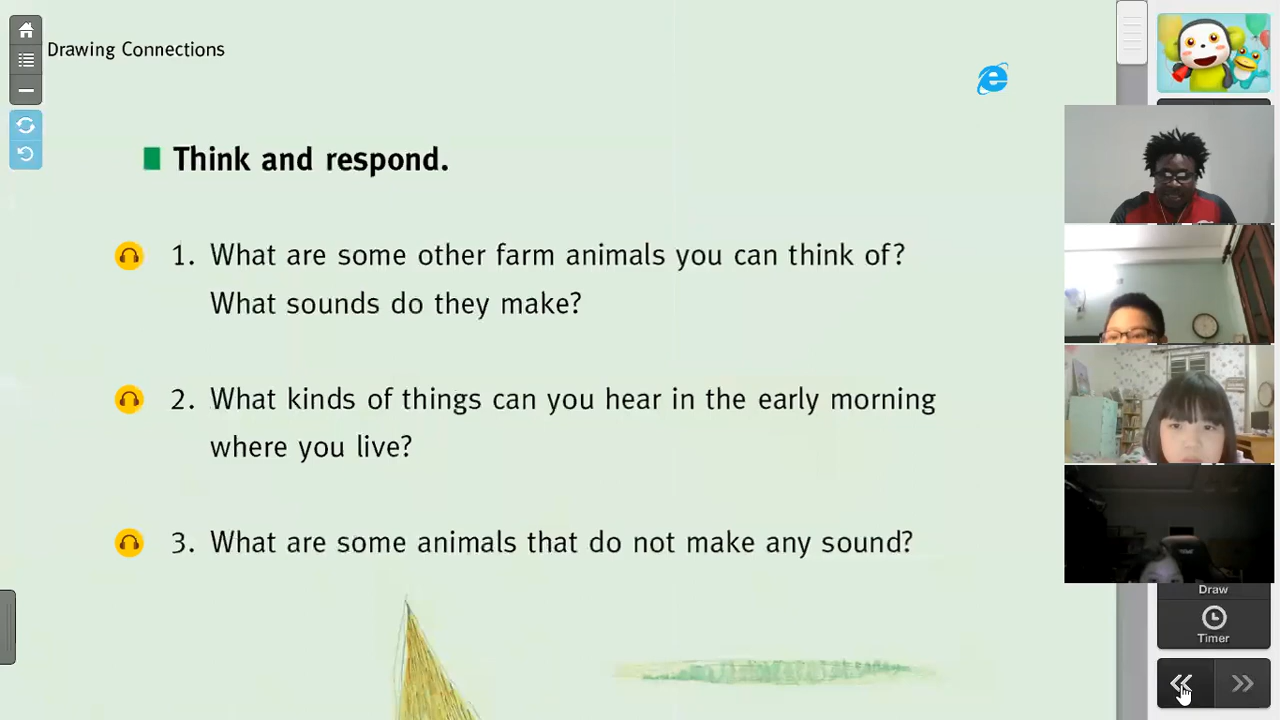 Drawing Connections
Think and respond.
1. What are some other farm animals you can think of?
What sounds do they make?
2. What kinds of things can you hear in the early morning
where you live?
3. What are some animals that do not make any sound?
Draw
Timer